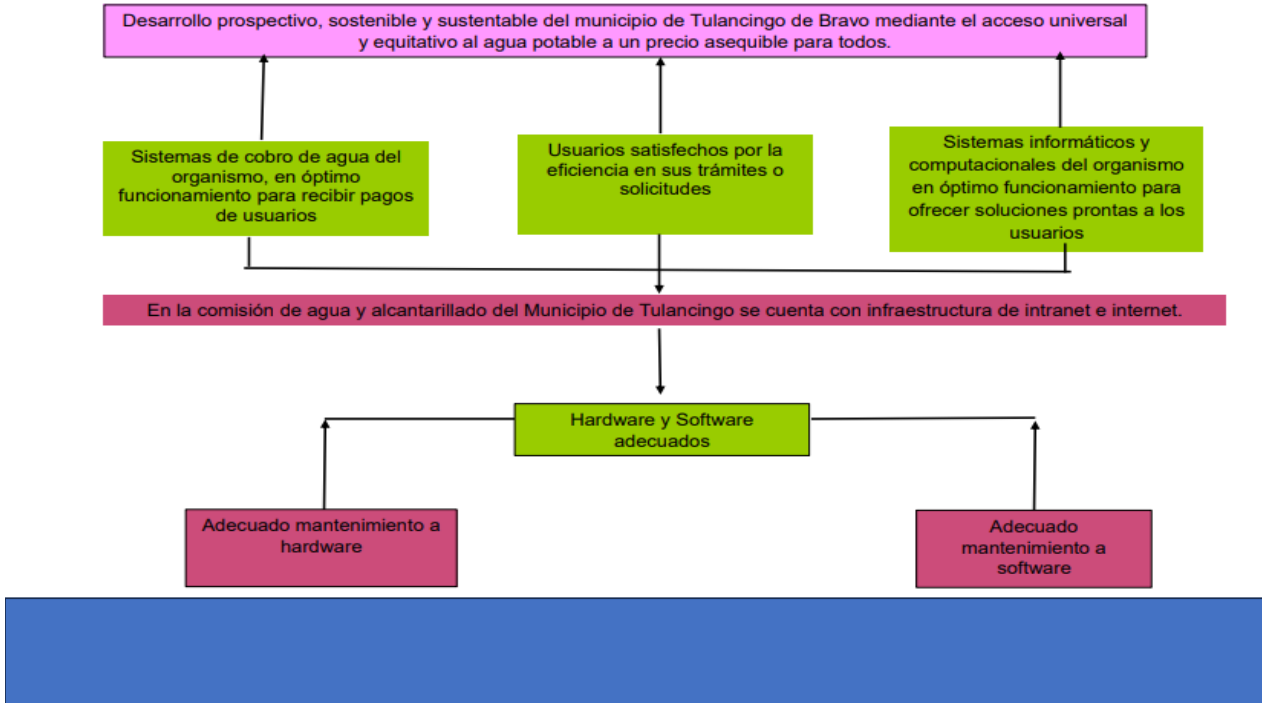 Desarrollo prospectivo, sostenible y sustentable del municipio de Tulancingo de Bravo mediante el acceso universal
y equitativo al agua potable a un precio asequible para todos.
Sistemas de cobro de agua del
organismo, en óptimo
funcionamiento para recibir pagos
de usuarios
Usuarios satisfechos por la
eficiencia en sus trámites o
solicitudes
Sistemas informáticos y
computacionales del organismo
en óptimo funcionamiento para
ofrecer soluciones prontas a los
usuarios
En la comisión de agua y alcantarillado del Municipio de Tulancingo se cuenta con infraestructura de intranet e internet.
Hardware y Software
adecuados
Adecuado mantenimiento a
hardware
Adecuado
mantenimiento a
software